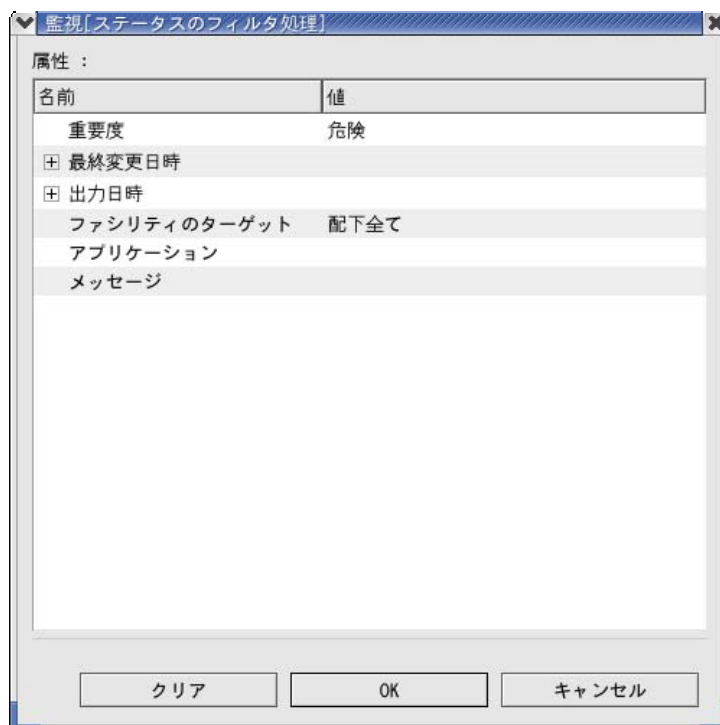 監視[ステータスのフィルタ処理]
属性 :
名前 値
重要度 危険
最終変更日時
出力日時
ファシリティのターゲット 配下全て
アプリケーション
メッセージ
クリア OK キャンセル